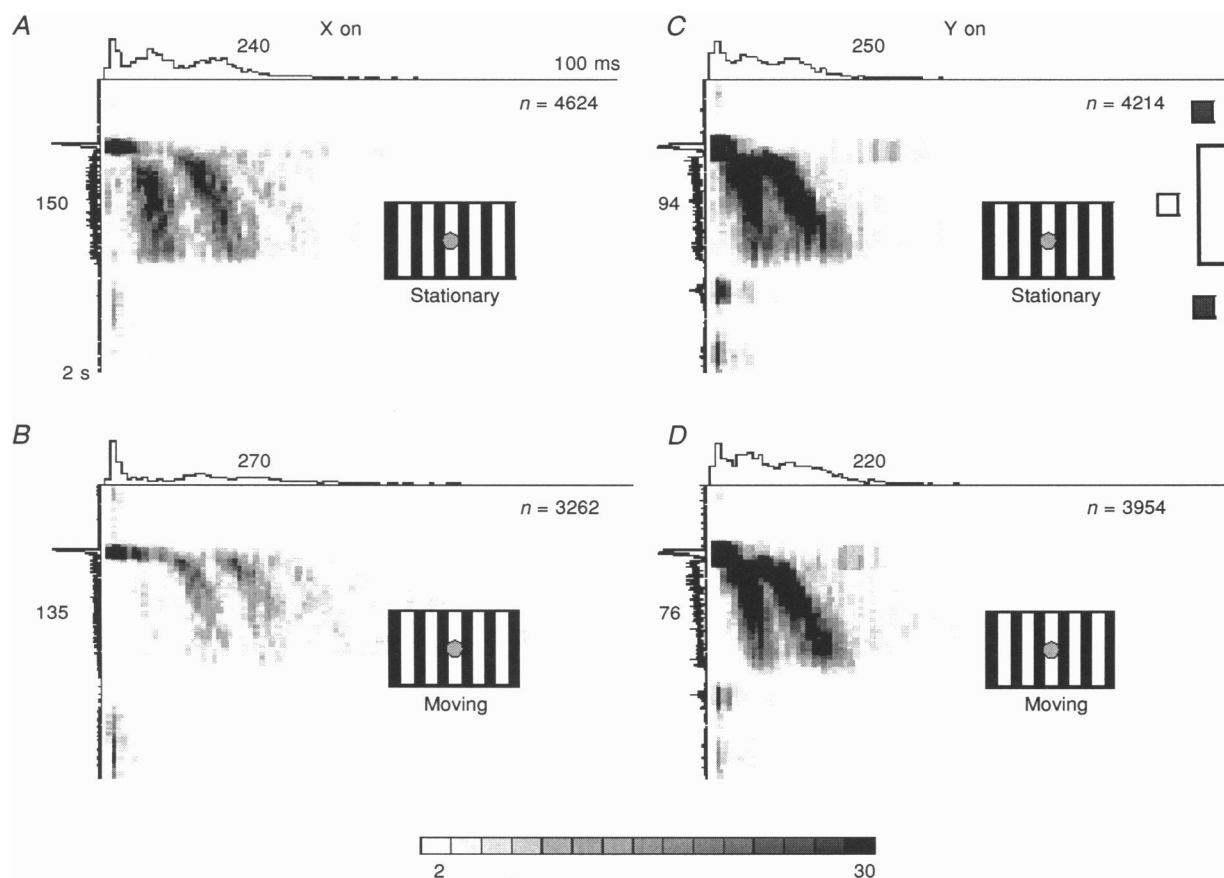 A X on
240
100 ms
n = 4624
150
Stationary
2 s
C Y on
250
n = 4214
94
Stationary
B
270
n = 3262
135
Moving
D
220
n = 3954
76
Moving
2 30